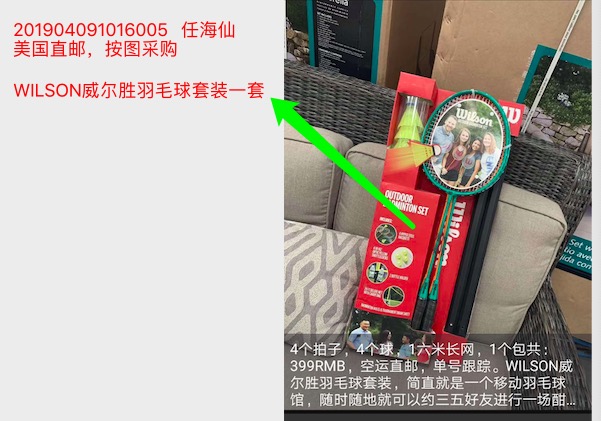 201904091016005 任海仙
美国直邮，按图采购
WILSON威尔胜羽毛球套装一套
Wilson
W
OUTDOOR
BADMINTON SET
Wilson
4个拍子，4个球，1六米长网，1个包共：
399RMB，空运直邮，单号跟踪。WILSON威
尔胜羽毛球套装，简直就是一个移动羽毛球
馆，随时随地就可以约三五好友进行一场酣...